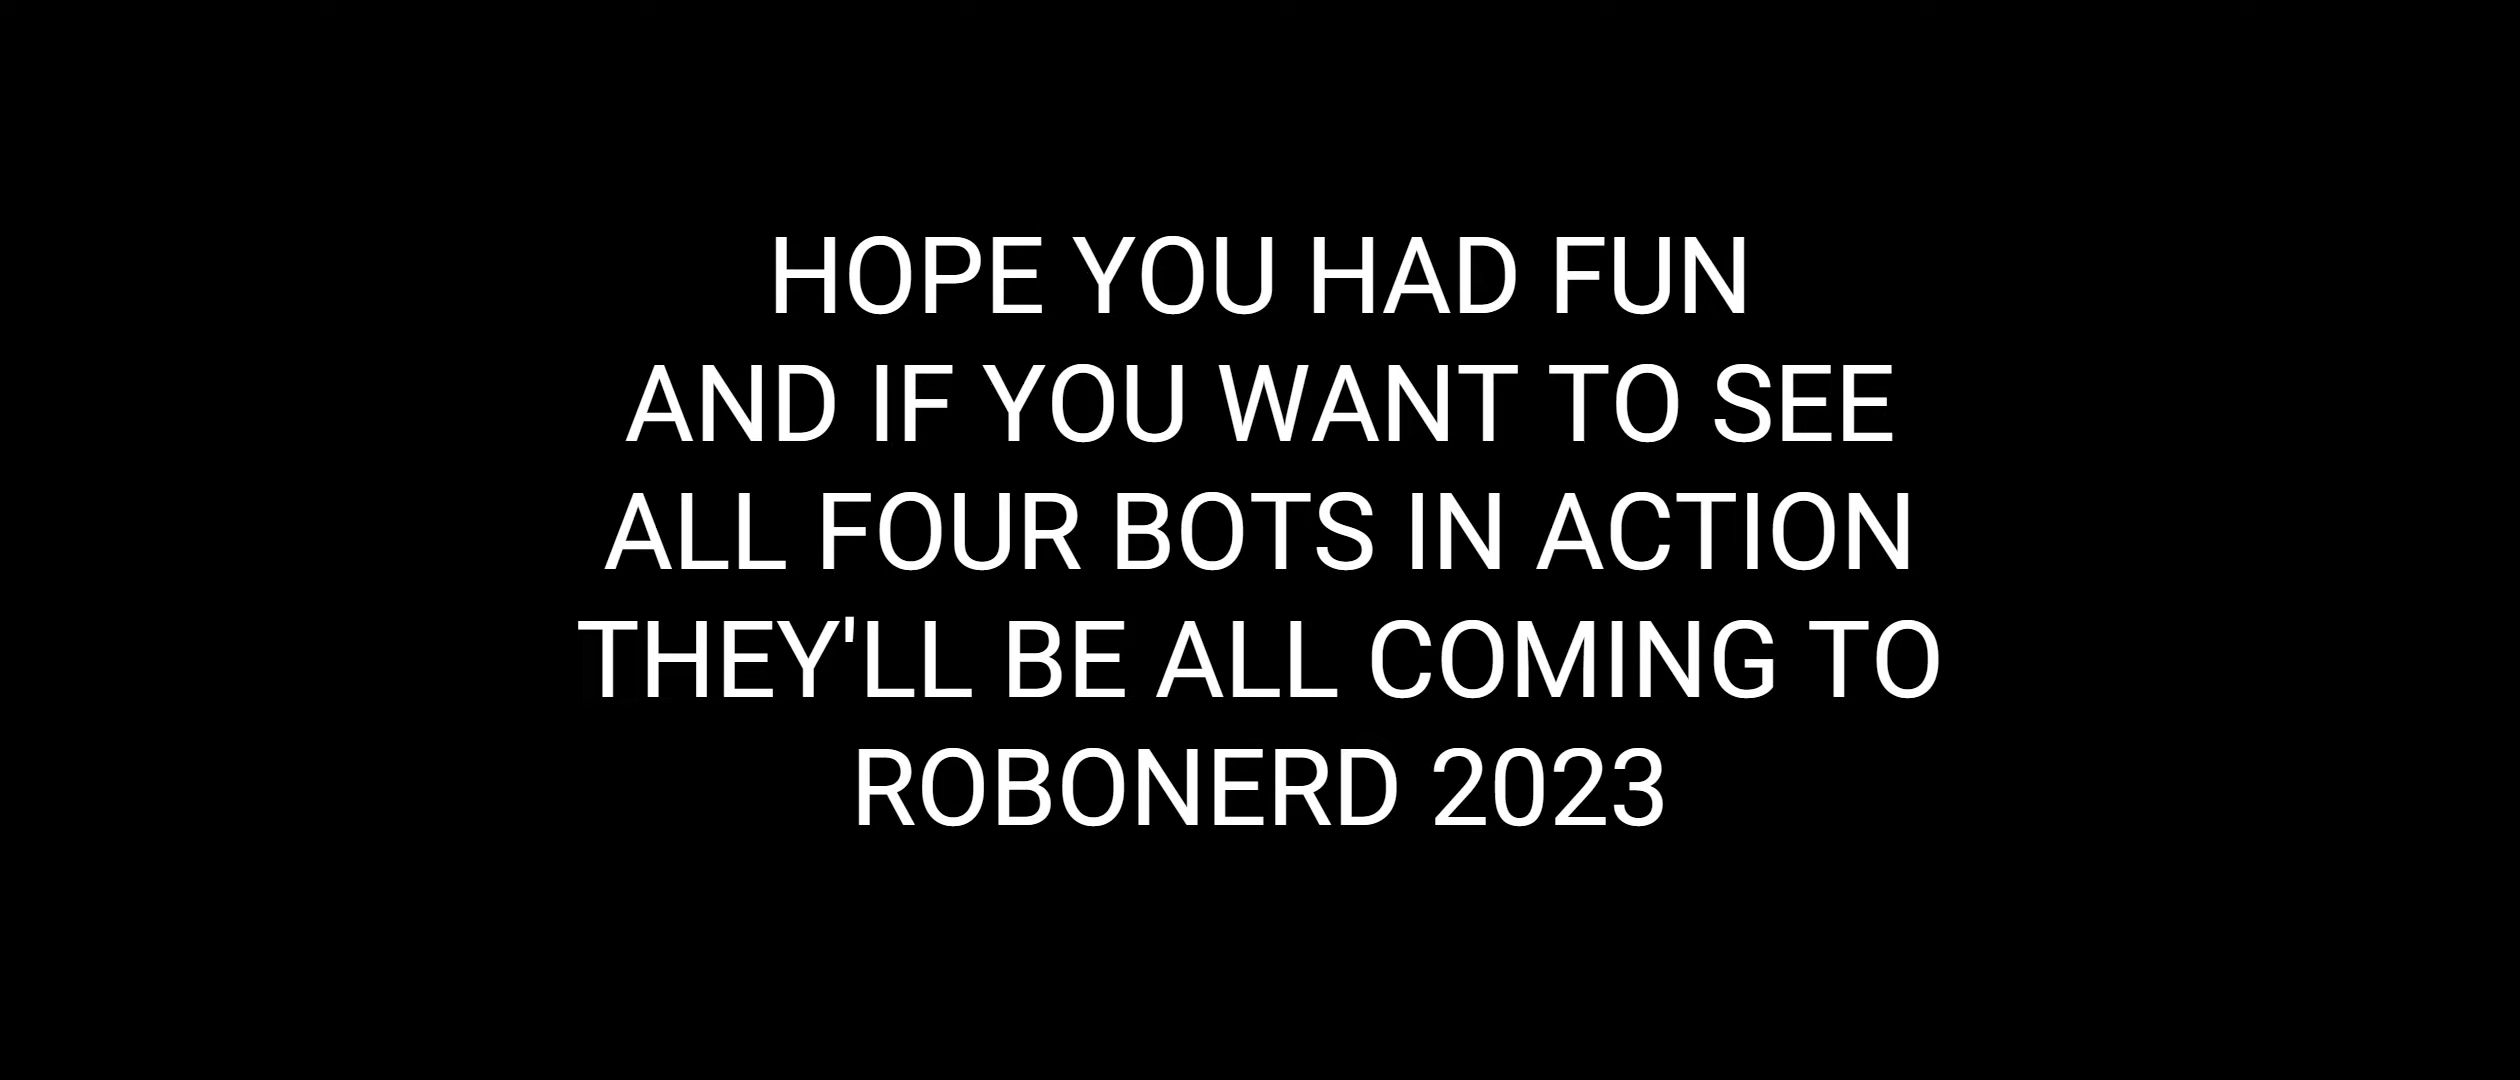 HOPE YOU HAD FUN
AND IF YOU WANT TO SEE
ALL FOUR BOTS IN ACTION
THEY'LL BE ALL COMING TO
ROBONERD 2023